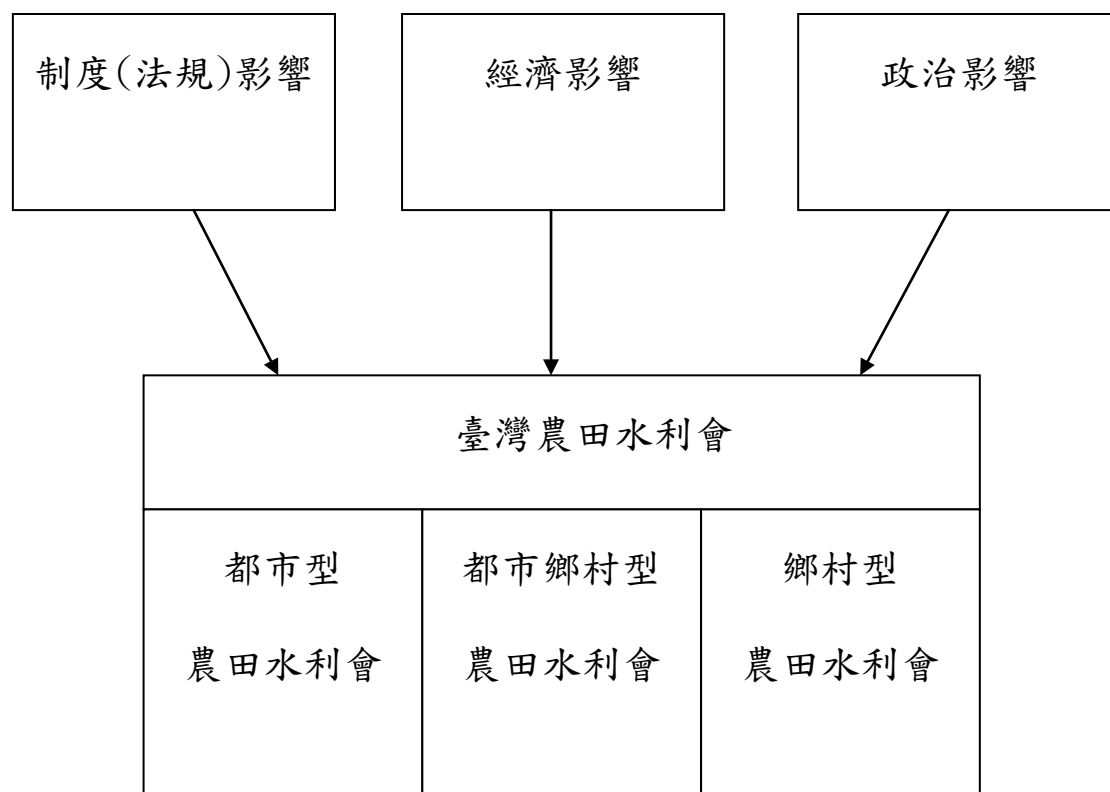 制度(法規)影響
經濟影響
政治影響
臺灣農田水利會
都市型
農田水利會
都市鄉村型
農田水利會
鄉村型
農田水利會